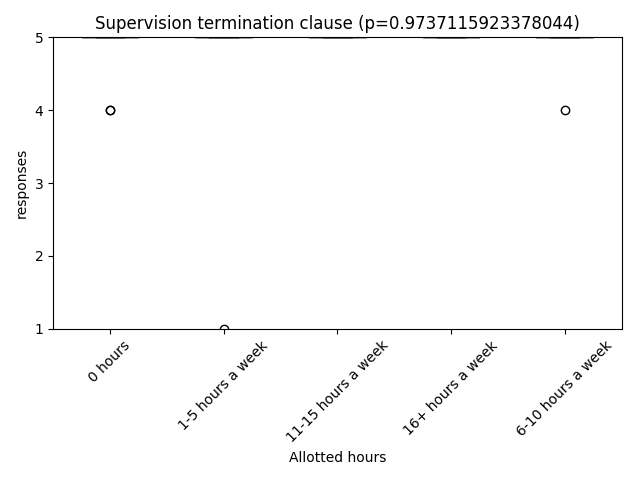 Supervision termination clause (p=0.9737115923378044)
5
4
3
2
1
responses
0 hours
1-5 hours a week
11-15 hours a week
16+ hours a week
6-10 hours a week
Allotted hours